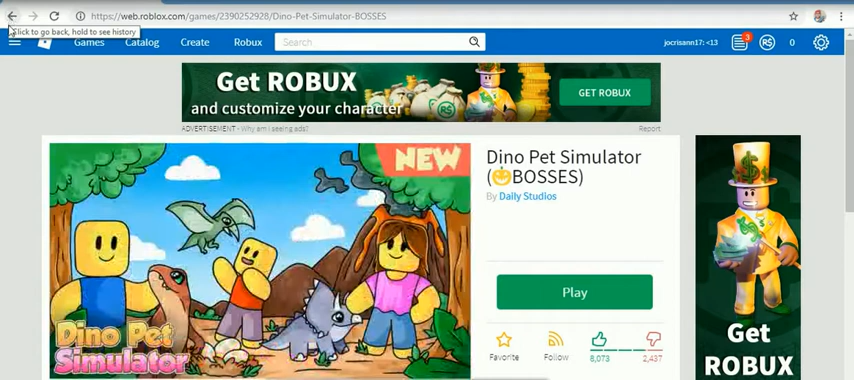 https://web.roblox.com/games/2390252928/Dino-Pet-Simulator-BOSSES
Click to go back, hold to see history
Games Catalog Create Robux Search jocrisann17: <13 3 R$ 0
Get ROBUX
and customize your character
GET ROBUX
ADVERTISEMENT - Why am I seeing ads? Report
NEW
Dino Pet
Simulator
Dino Pet Simulator
(🎃BOSSES)
By Daily Studios
Play
Favorite Follow 8,073 2,437
Get
ROBUX